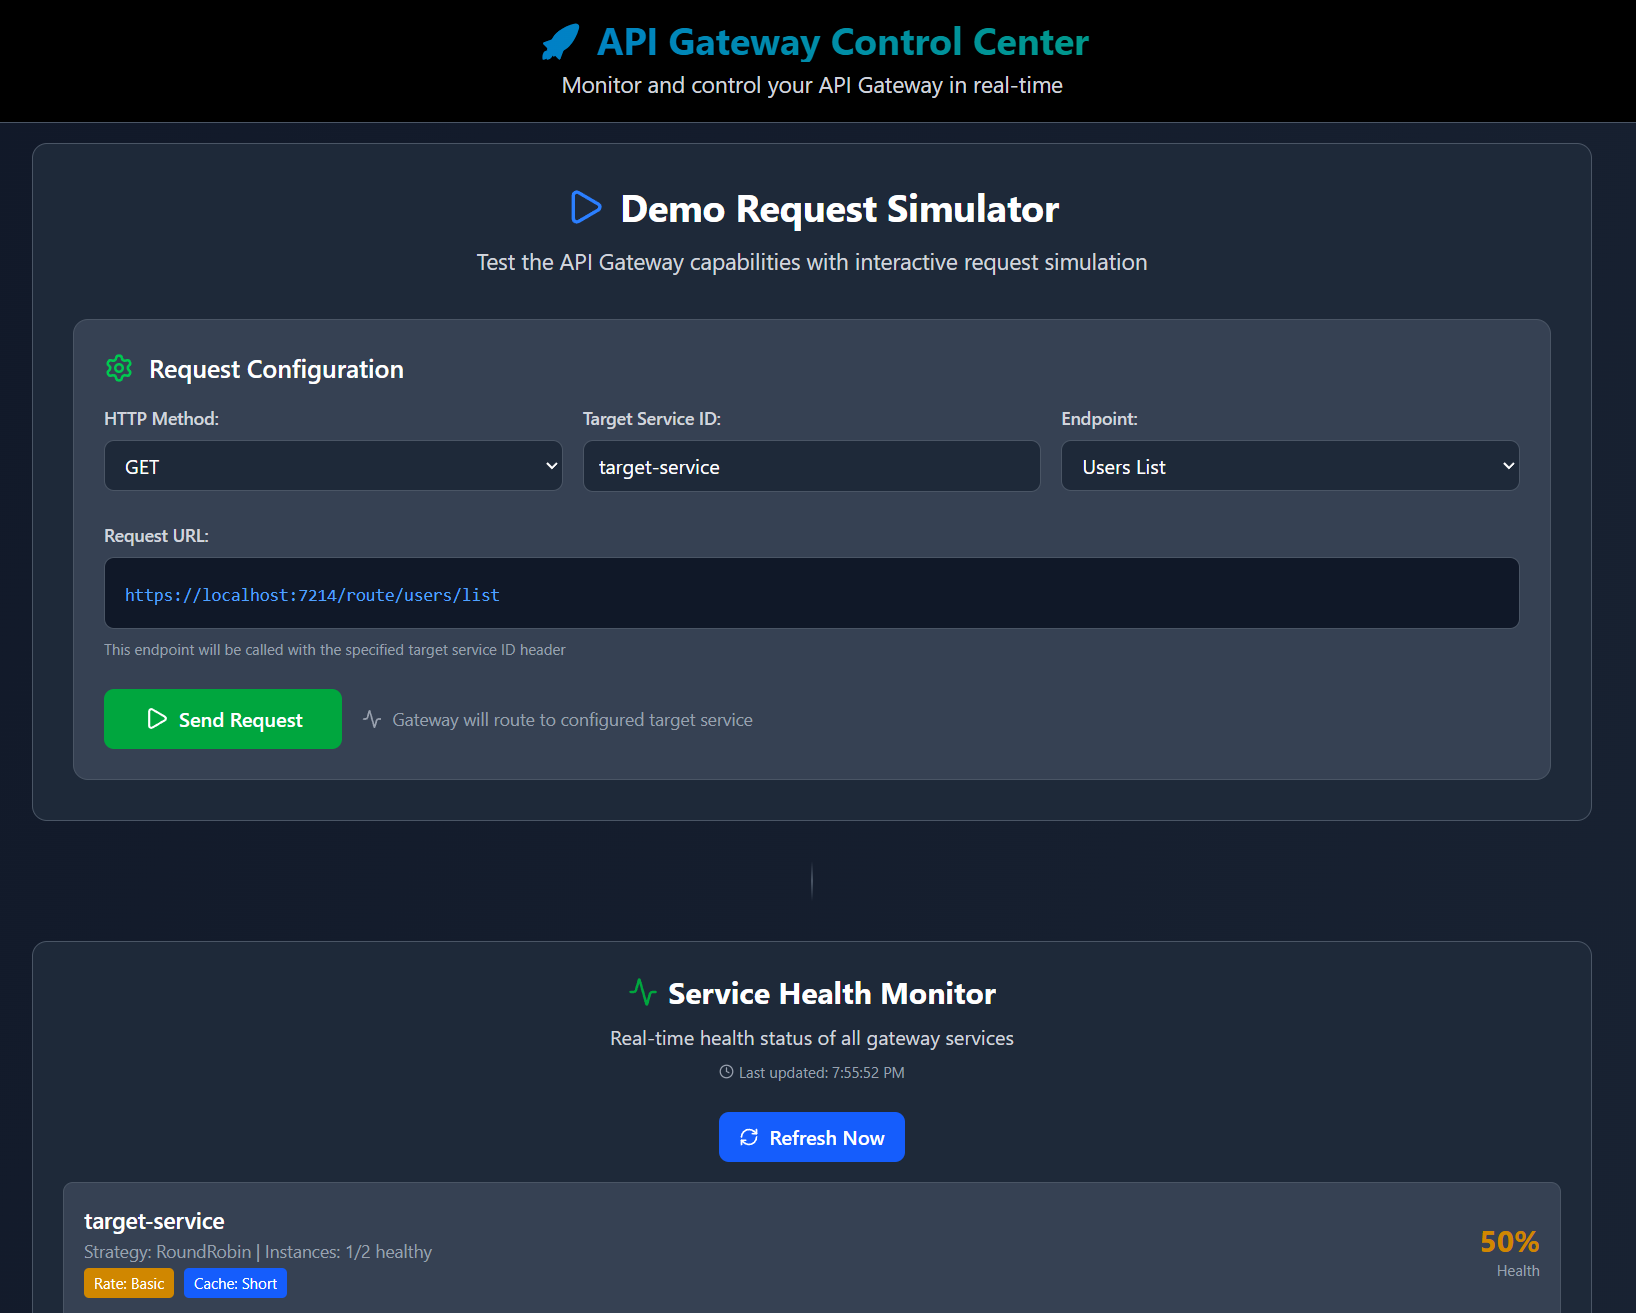 API Gateway Control Center
Monitor and control your API Gateway in real-time
Demo Request Simulator
Test the API Gateway capabilities with interactive request simulation
Request Configuration
HTTP Method:
GET
Target Service ID:
target-service
Endpoint:
Users List
Request URL:
https://localhost:7214/route/users/list
This endpoint will be called with the specified target service ID header
Send Request
Gateway will route to configured target service
Service Health Monitor
Real-time health status of all gateway services
Last updated: 7:55:52 PM
Refresh Now
target-service
Strategy: RoundRobin | Instances: 1/2 healthy
Rate: Basic
Cache: Short
50%
Health